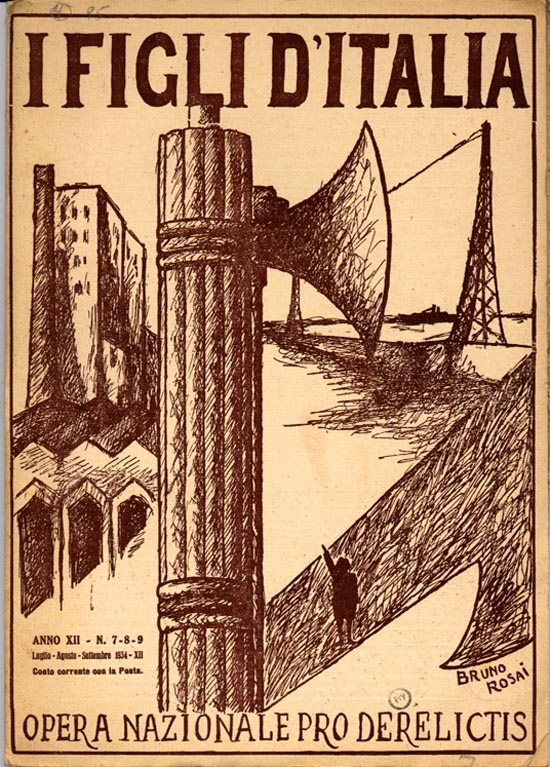 I FIGLI D'ITALIA
ANNO XII - N. 7-8-9
Luglio - Agosto - Settembre 1934 - XII
Conto corrente con la Posta.
BRUNO
ROSAI
OPERA NAZIONALE PRO DERELICTIS